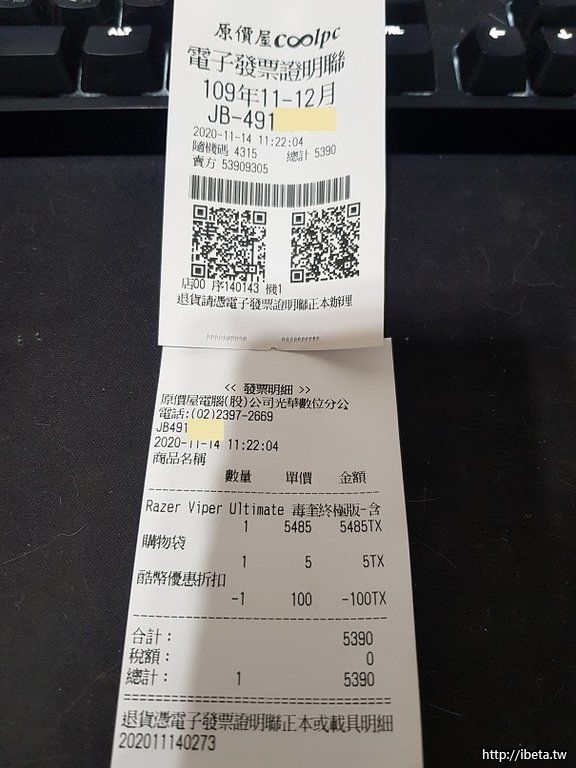 ALT
原價屋coolpc
電子發票證明聯
109年11-12月
JB-491
2020-11-14 11:22:04
隨機碼 4315 總計 5390
賣方 53909305
店00 序140143 機1
退貨請憑電子發票證明聯正本辦理
<< 發票明細 >>
原價屋電腦(股)公司光華數位分公
電話:(02)2397-2669
JB491
2020-11-14 11:22:04
商品名稱
數量 單價 金額
Razer Viper Ultimate 毒奎終極版-含
1 5485 5485TX
購物袋
1 5 5TX
酷幣優惠折扣
-1 100 -100TX
合計： 5390
稅額： 0
總計： 1 5390
退貨憑電子發票證明聯正本或載具明細
202011140273
http://ibeta.tw